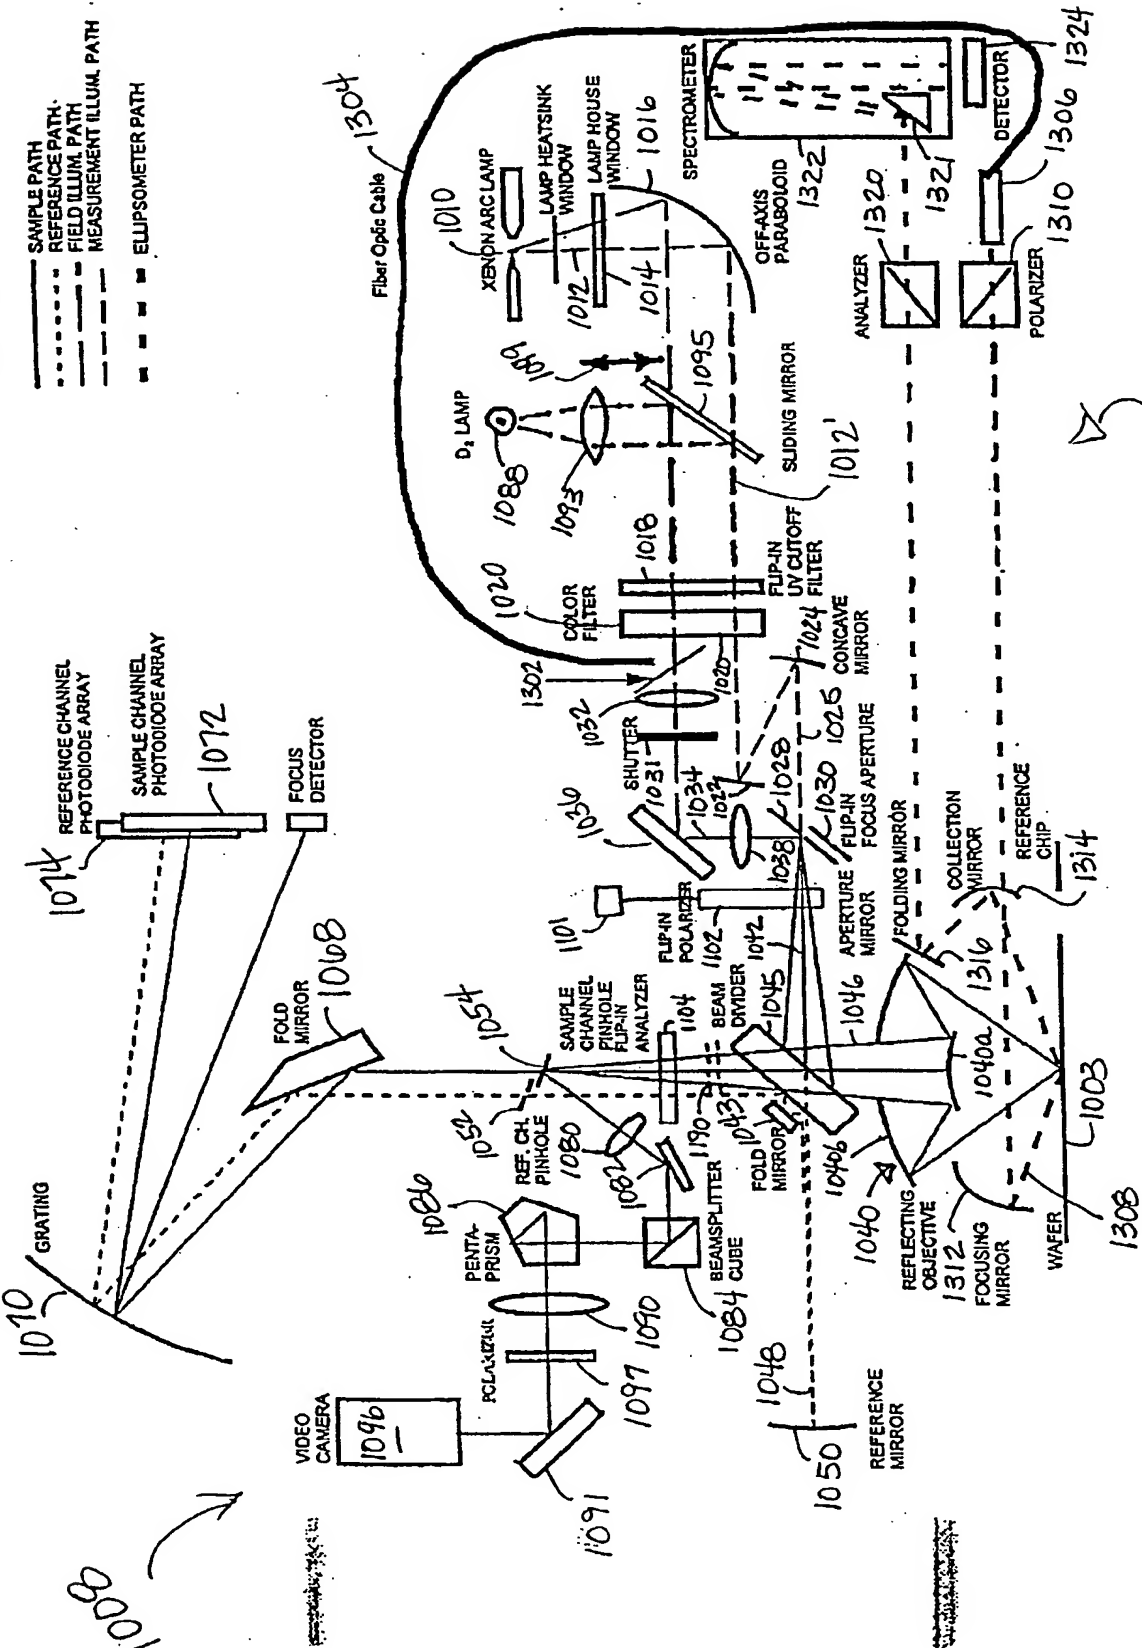 SAMPLE PATH
REFERENCE PATH
FIELD ILLUM. PATH
MEASUREMENT ILLUM. PATH
ELLIPSOMETER PATH
1008
1070
GRATING
FOLD
MIRROR
1068
1074
REFERENCE CHANNEL
PHOTODIODE ARRAY
SAMPLE CHANNEL
PHOTODIODE ARRAY
1072
FOCUS
DETECTOR
Fiber Optic Cable
1304
XENON ARC LAMP
1010
LAMP HEATSINK
WINDOW
1012
LAMP HOUSE
WINDOW
1014
1016
OFF-AXIS
PARABOLOID
SPECTROMETER
1322
1321
DETECTOR
1324
1306
D₂ LAMP
1088
1093
1099
1095
SLIDING MIRROR
1012'
1020
COLOR
FILTER
1018
FLIP-IN
UV CUTOFF
FILTER
1020
1302
1032
SHUTTER
1031
1034
1036
1022
1024
CONCAVE
MIRROR
1026
1028
1030
FLIP-IN
FOCUS APERTURE
1038
1101
FLIP-IN
POLARIZER
1102
1042
APERTURE
MIRROR
1054
SAMPLE
CHANNEL
PINHOLE
FLIP-IN
ANALYZER
1104
BEAM
DIVIDER
1045
1046
1052
REF. CH.
PINHOLE
1080
1082
1190
1043
FOLD
MIRROR
1086
PENTA-
PRISM
BEAMSPLITTER
CUBE
1084
1090
POLARIZER
1097
VIDEO
CAMERA
1096
1091
1048
1050
REFERENCE
MIRROR
1040
REFLECTING
OBJECTIVE
1040b
1040a
1312
FOCUSING
MIRROR
WAFER
1308
1003
FOLDING MIRROR
1316
COLLECTION
MIRROR
REFERENCE
CHIP
1314
ANALYZER
1320
POLARIZER
1310